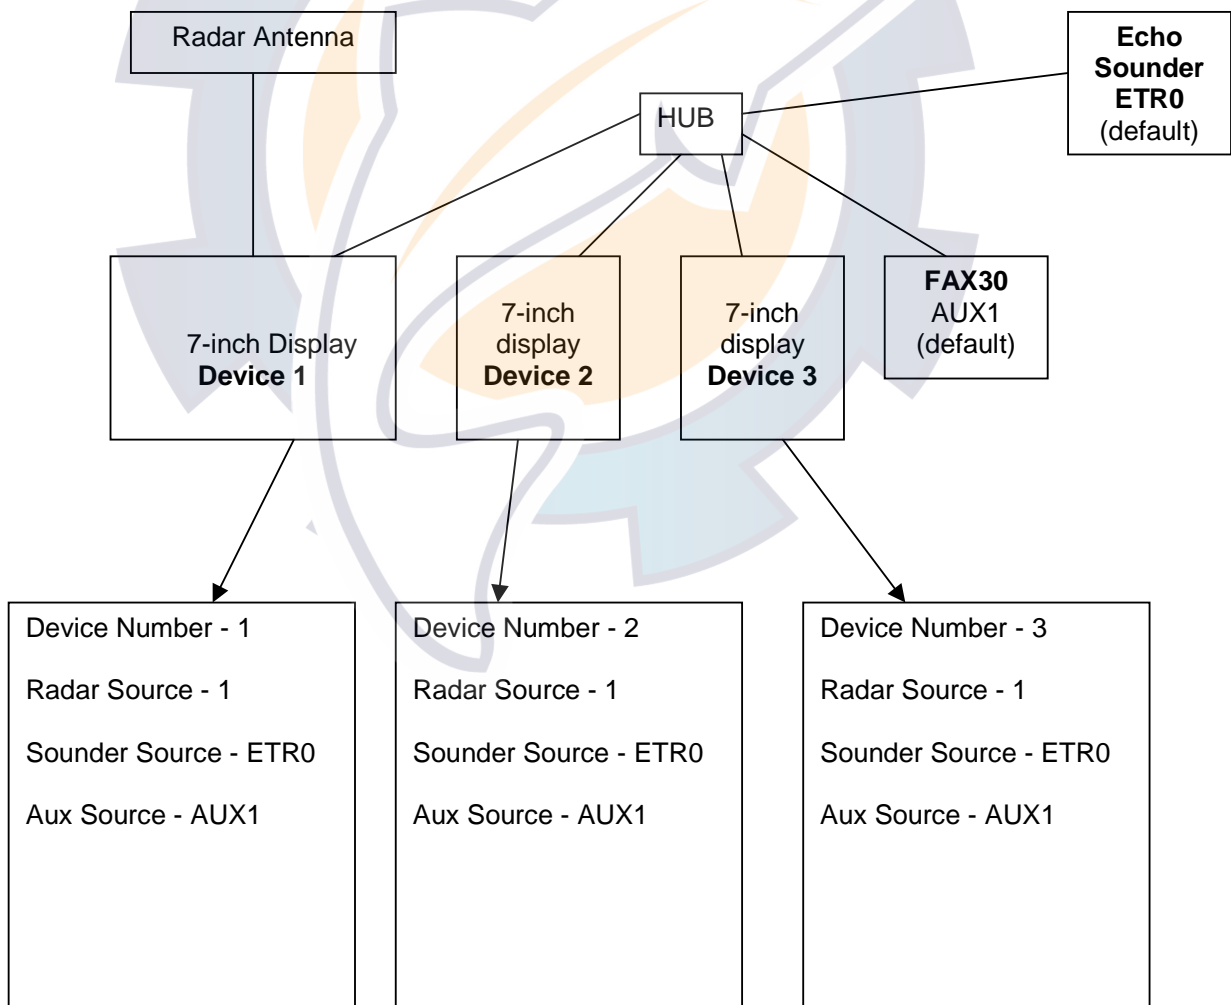 Radar Antenna
Echo
Sounder
ETR0
(default)
HUB
7-inch Display
Device 1
7-inch
display
Device 2
7-inch
display
Device 3
FAX30
AUX1
(default)
Device Number - 1
Radar Source - 1
Sounder Source - ETR0
Aux Source - AUX1
Device Number - 2
Radar Source - 1
Sounder Source - ETR0
Aux Source - AUX1
Device Number - 3
Radar Source - 1
Sounder Source - ETR0
Aux Source - AUX1